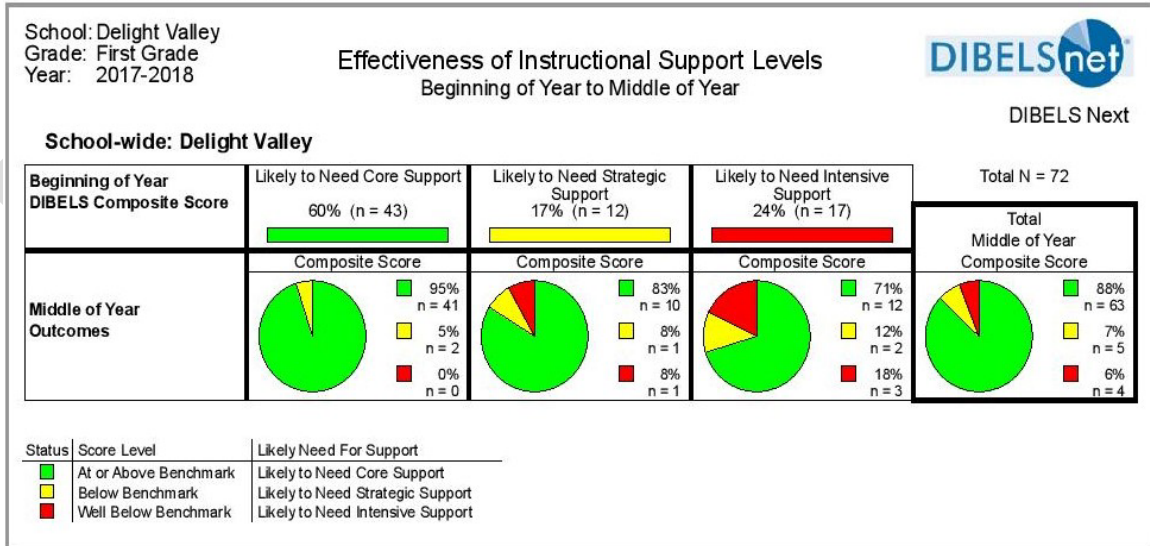 School: Delight Valley
Grade: First Grade
Year: 2017-2018
Effectiveness of Instructional Support Levels
Beginning of Year to Middle of Year
DIBELSnet
DIBELS Next
School-wide: Delight Valley
Beginning of Year
DIBELS Composite Score
Likely to Need Core Support
60% (n = 43)
Likely to Need Strategic
Support
17% (n = 12)
Likely to Need Intensive
Support
24% (n = 17)
Total N = 72
Total
Middle of Year
Composite Score
Middle of Year
Outcomes
Composite Score
95%
n = 41
5%
n = 2
0%
n = 0
Composite Score
83%
n = 10
8%
n = 1
8%
n = 1
Composite Score
71%
n = 12
12%
n = 2
18%
n = 3
88%
n = 63
7%
n = 5
6%
n = 4
Status Score Level Likely Need For Support
At or Above Benchmark Likely to Need Core Support
Below Benchmark Likely to Need Strategic Support
Well Below Benchmark Likely to Need Intensive Support